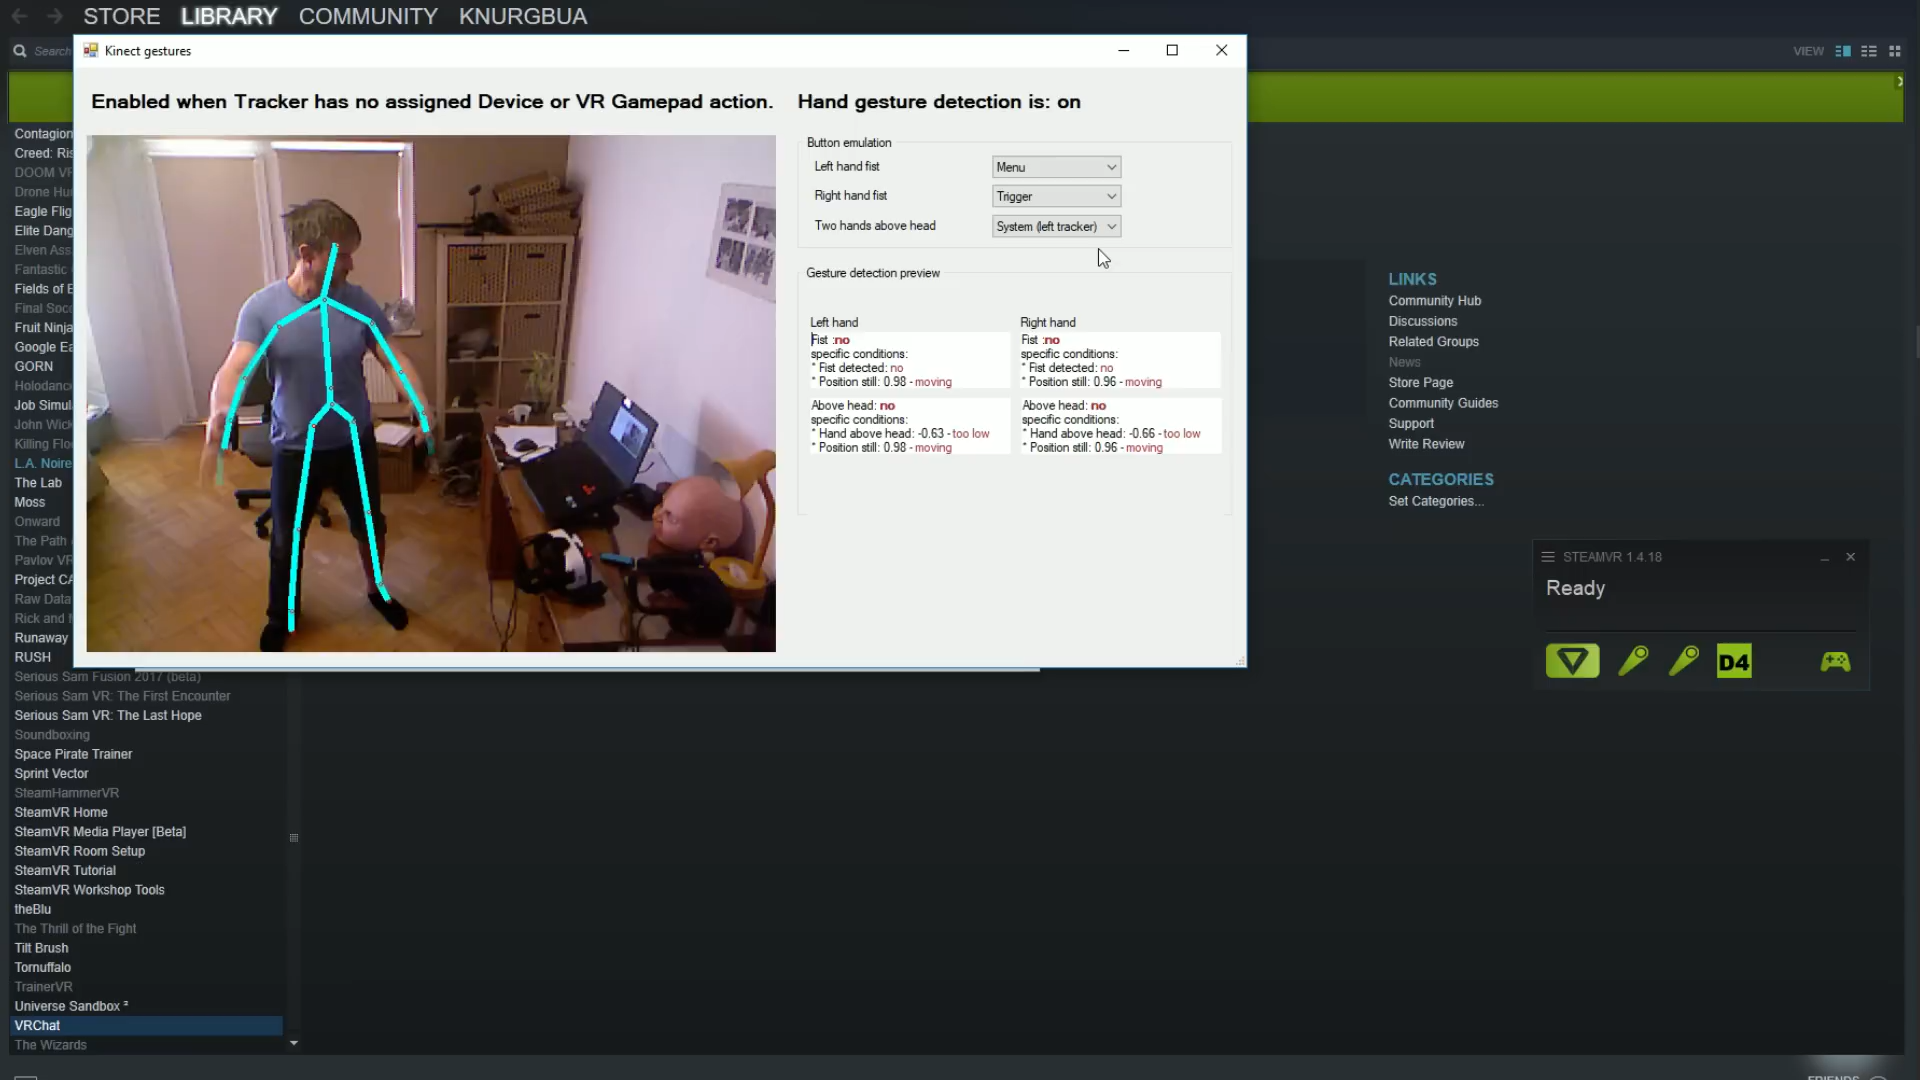 STORE LIBRARY COMMUNITY KNURGBUA
Search
VIEW
Kinect gestures
Enabled when Tracker has no assigned Device or VR Gamepad action.
Hand gesture detection is: on
Button emulation
Left hand fist Menu
Right hand fist Trigger
Two hands above head System (left tracker)
Gesture detection preview
Left hand
Fist :no
specific conditions:
* Fist detected: no
* Position still: 0.98 - moving
Above head: no
specific conditions:
* Hand above head: -0.63 - too low
* Position still: 0.98 - moving
Right hand
Fist :no
specific conditions:
* Fist detected: no
* Position still: 0.96 - moving
Above head: no
specific conditions:
* Hand above head: -0.66 - too low
* Position still: 0.96 - moving
Contagion
Creed: Ris
DOOM VF
Drone Hu
Eagle Flig
Elite Dang
Elven Ass
Fantastic
Fields of E
Final Socc
Fruit Ninja
Google Ea
GORN
Holodanc
Job Simul
John Wick
Killing Flo
L.A. Noire
The Lab
Moss
Onward
The Path
Pavlov VR
Project CA
Raw Data
Rick and
Runaway
RUSH
Serious Sam Fusion 2017 (beta)
Serious Sam VR: The First Encounter
Serious Sam VR: The Last Hope
Soundboxing
Space Pirate Trainer
Sprint Vector
SteamHammerVR
SteamVR Home
SteamVR Media Player [Beta]
SteamVR Room Setup
SteamVR Tutorial
SteamVR Workshop Tools
theBlu
The Thrill of the Fight
Tilt Brush
Tornuffalo
TrainerVR
Universe Sandbox ²
VRChat
The Wizards
LINKS
Community Hub
Discussions
Related Groups
News
Store Page
Community Guides
Support
Write Review
CATEGORIES
Set Categories...
STEAMVR 1.4.18
Ready
D4
FRIENDS